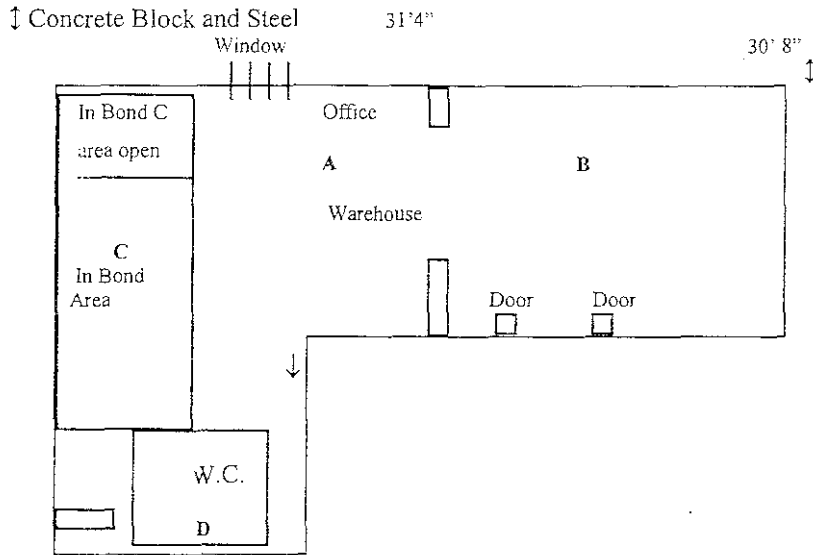 ↕ Concrete Block and Steel
31'4"
Window
30' 8"
↕
In Bond C
area open
Office
A
B
Warehouse
C
In Bond
Area
Door
Door
↓
W.C.
D